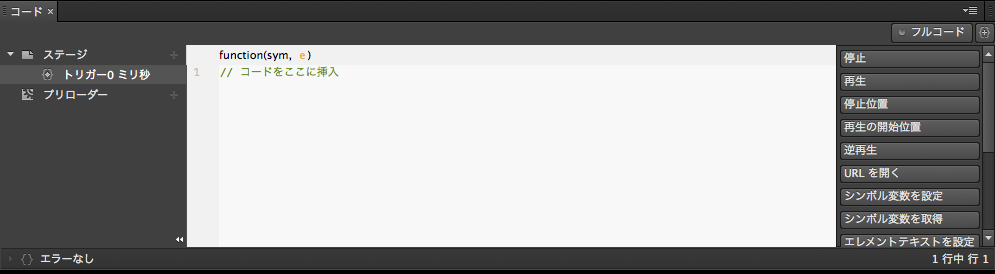 コード ×
フルコード
ステージ
トリガー0 ミリ秒
プリローダー
function(sym, e)
1 // コードをここに挿入
停止
再生
停止位置
再生の開始位置
逆再生
URL を開く
シンボル変数を設定
シンボル変数を取得
エレメントテキストを設定
{} エラーなし
1 行中 行 1